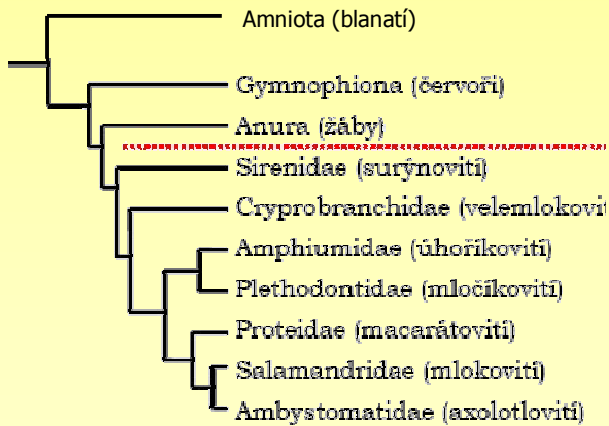 Amniota (blanatí)
Gymnophiona (červoři)
Anura (žáby)
Sirenidae (surýnovití)
Cryprobranchidae (velemlokovit
Amphiumidae (úhoříkovití)
Plethodontidae (mločíkovití)
Proteidae (macarátovití)
Salamandridae (mlokovití)
Ambystomatidae (axolotlovití)